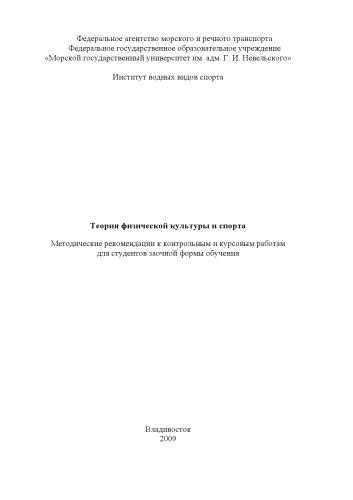 Федеральное агентство морского и речного транспорта
Федеральное государственное образовательное учреждение
«Морской государственный университет им. адм. Г. И. Невельского»
Институт водных видов спорта
Теория физической культуры и спорта
Методические рекомендации к контрольным и курсовым работам
для студентов заочной формы обучения
Владивосток
2009